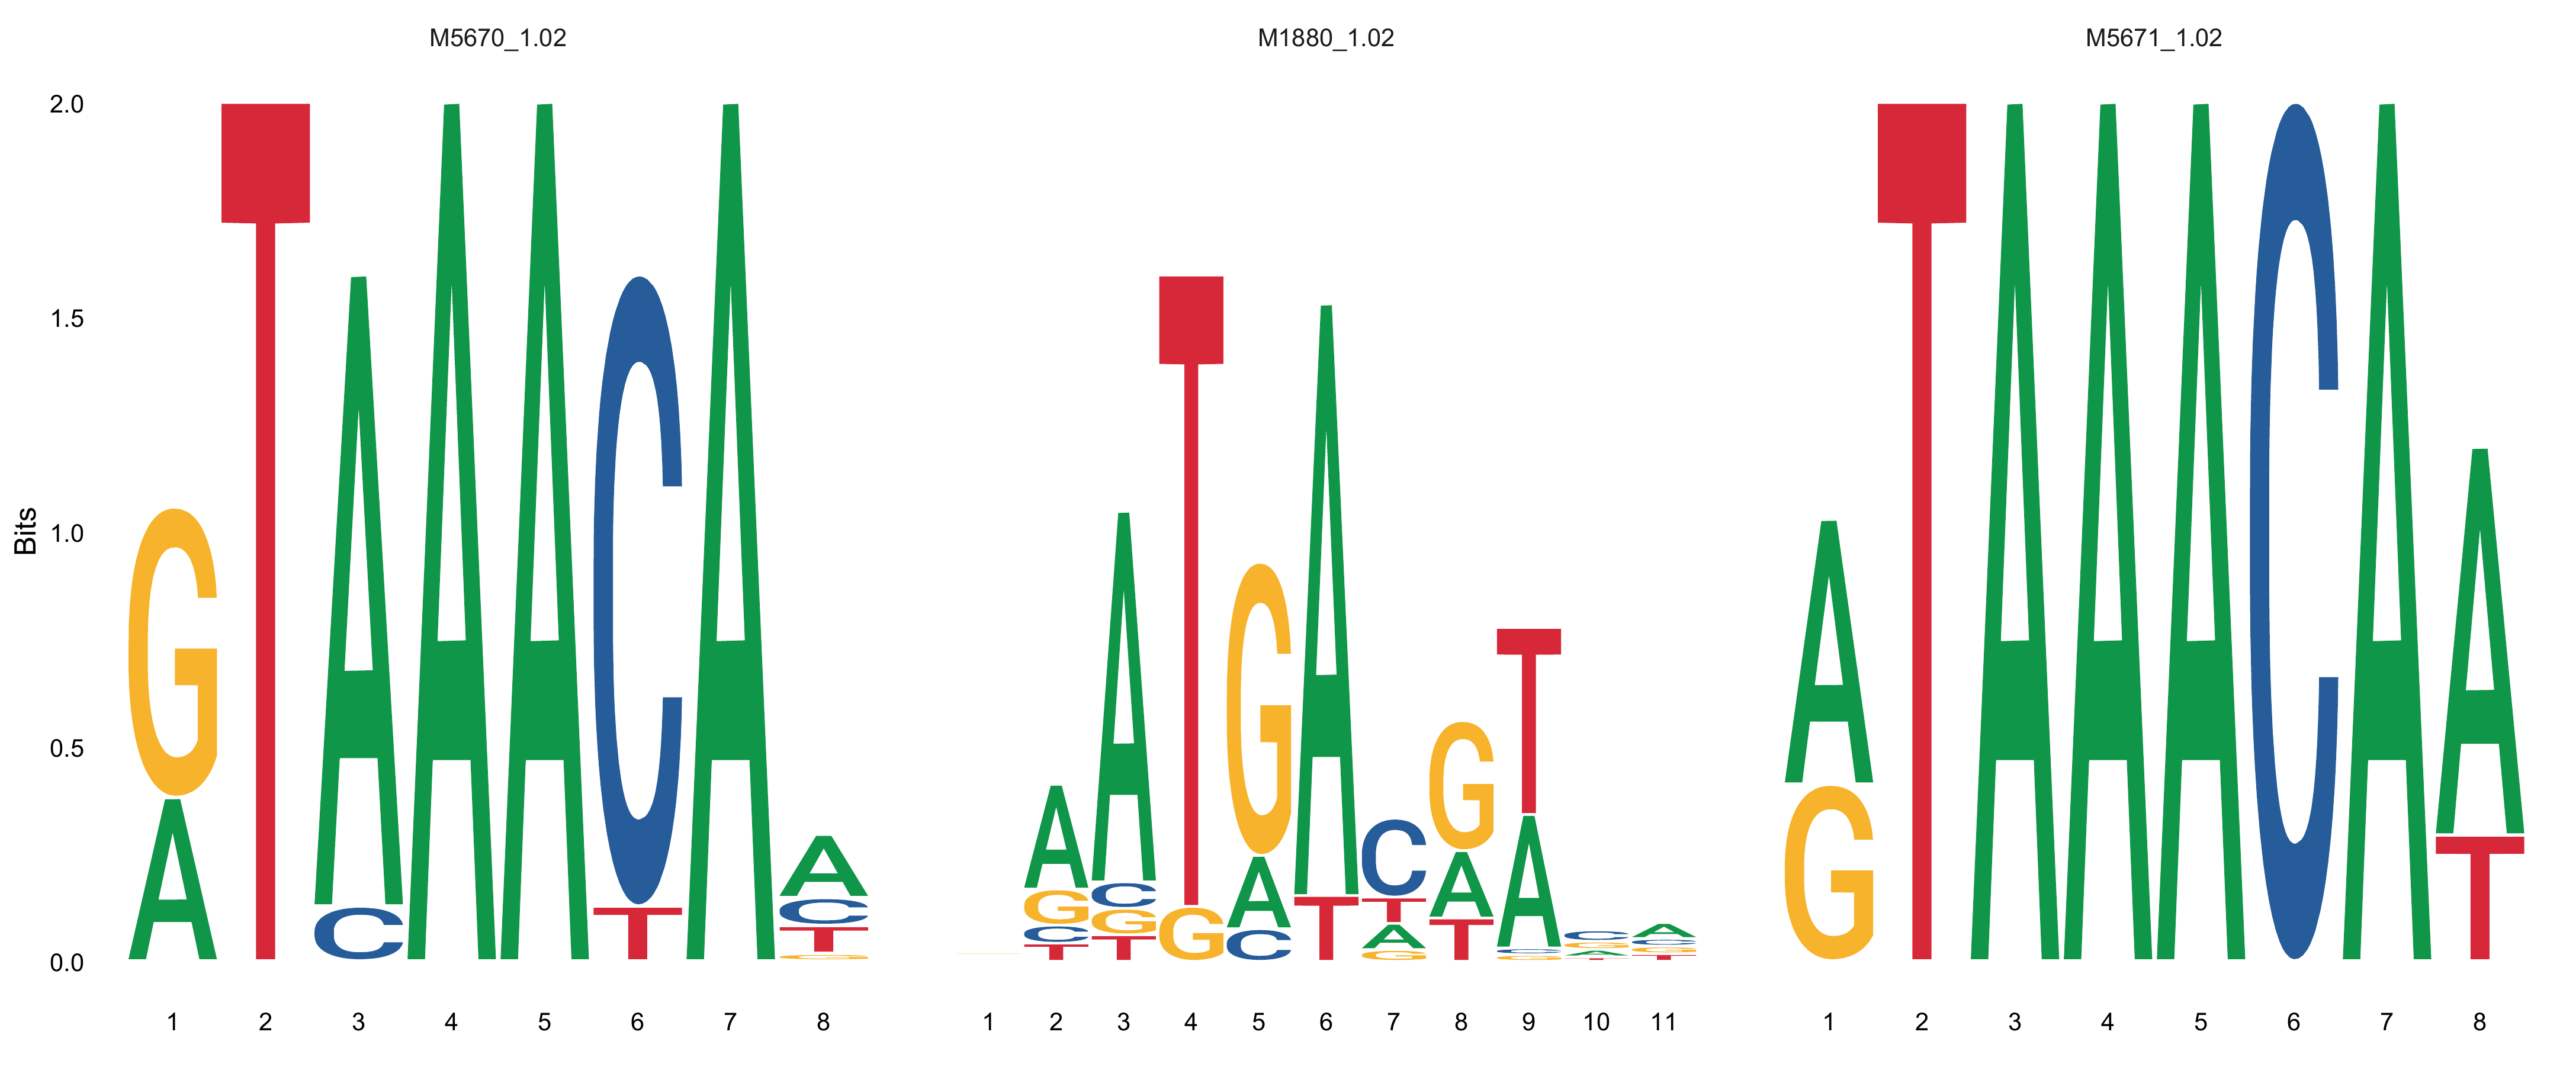 M5670_1.02 M1880_1.02 M5671_1.02
2.0
1.5
1.0
0.5
0.0
Bits
G T A A A C A A
A C T C
T
G
A A T G A C G T C A
G C G A T T A A G C
C G C A T C A G
T T G G T T
A T A A A C A A
G T
1 2 3 4 5 6 7 8 1 2 3 4 5 6 7 8 9 10 11 1 2 3 4 5 6 7 8